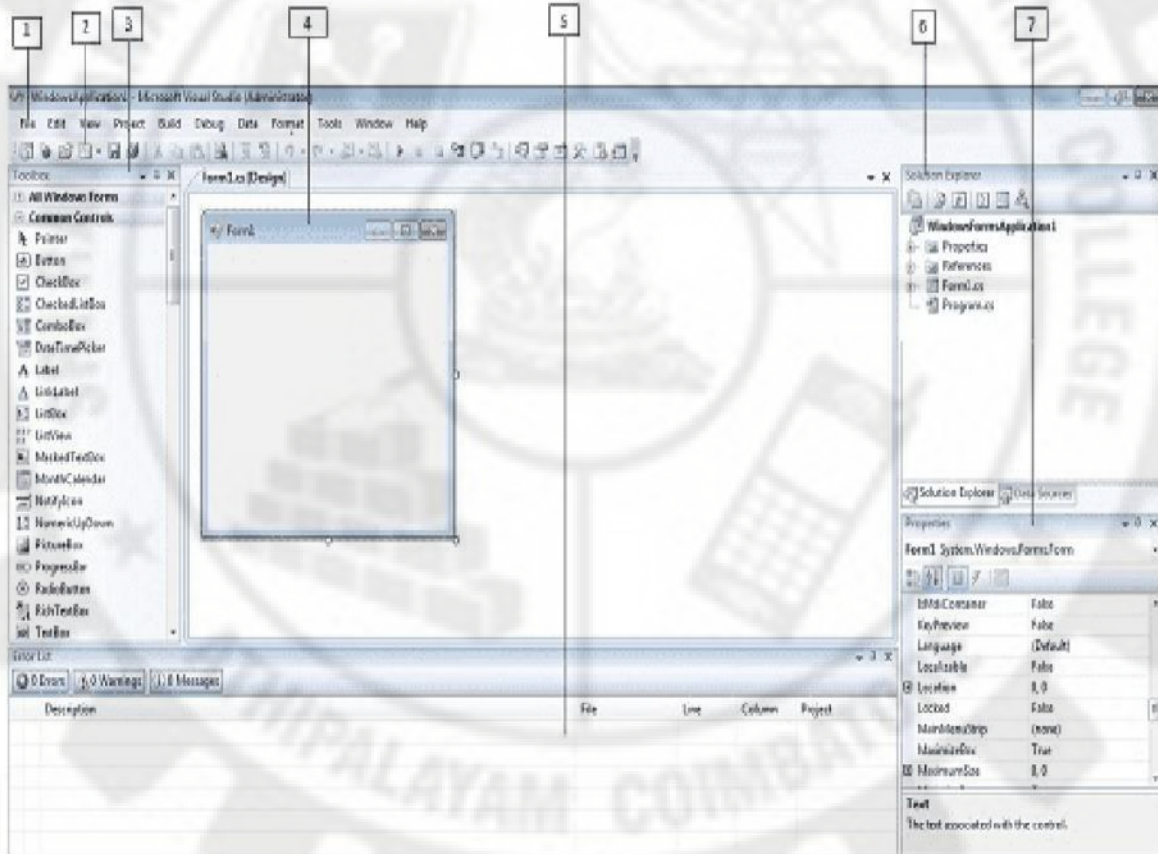 1 2 3 4 5 6 7
WindowsApplication1 - Microsoft Visual Studio (Administrator)
File Edit View Project Build Debug Data Format Tools Window Help
Toolbox
All Windows Forms
Common Controls
Pointer
Button
CheckBox
CheckedListBox
ComboBox
DateTimePicker
Label
LinkLabel
ListBox
ListView
MaskedTextBox
MonthCalendar
NotifyIcon
NumericUpDown
PictureBox
ProgressBar
RadioButton
RichTextBox
TextBox
Form1.cs [Design]
Form1
Solution Explorer
WindowsFormsApplication1
Properties
References
Form1.cs
Program.cs
Solution Explorer Data Sources
Properties
Form1 System.Windows.Forms.Form
IsMdiContainer False
KeyPreview False
Language (Default)
Localizable False
Location 0, 0
Locked False
MainMenuStrip (none)
MaximizeBox True
MaximumSize 0, 0
Text
The text associated with the control.
Error List
0 Errors 0 Warnings 0 Messages
Description File Line Column Project
COLLEGE
COIMBATO